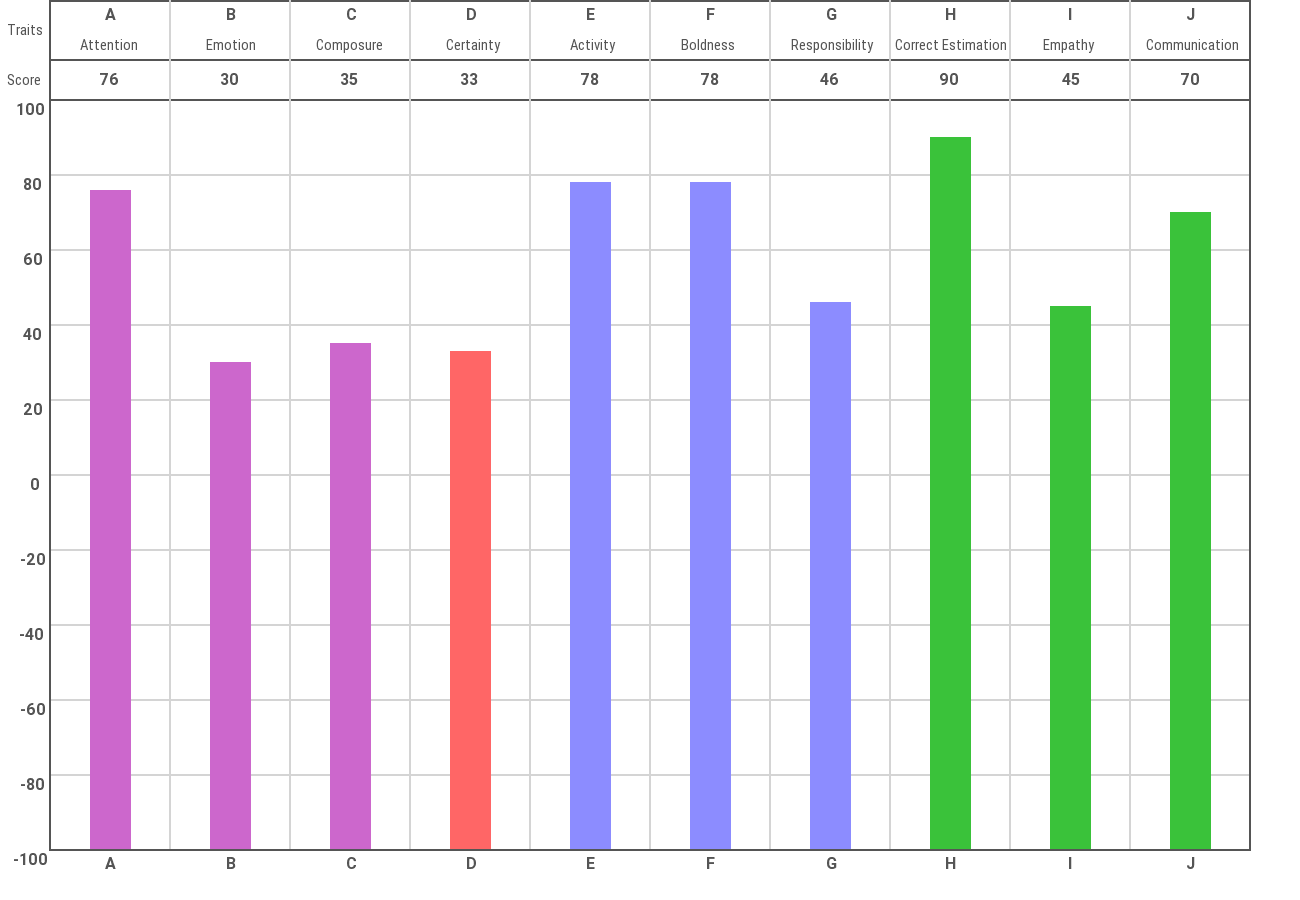 A B C D E F G H I J
Traits
Attention Emotion Composure Certainty Activity Boldness Responsibility Correct Estimation Empathy Communication
Score 76 30 35 33 78 78 46 90 45 70
100
80
60
40
20
0
-20
-40
-60
-80
-100
A B C D E F G H I J